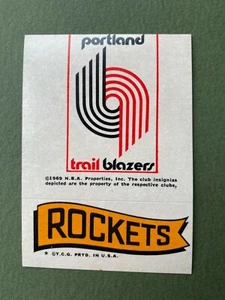 portland
trail blazers
©1969 N.B.A. Properties, Inc. The club insignias
depicted are the property of the respective clubs,
ROCKETS
* ©T.C.G. PRTD. IN U.S.A.